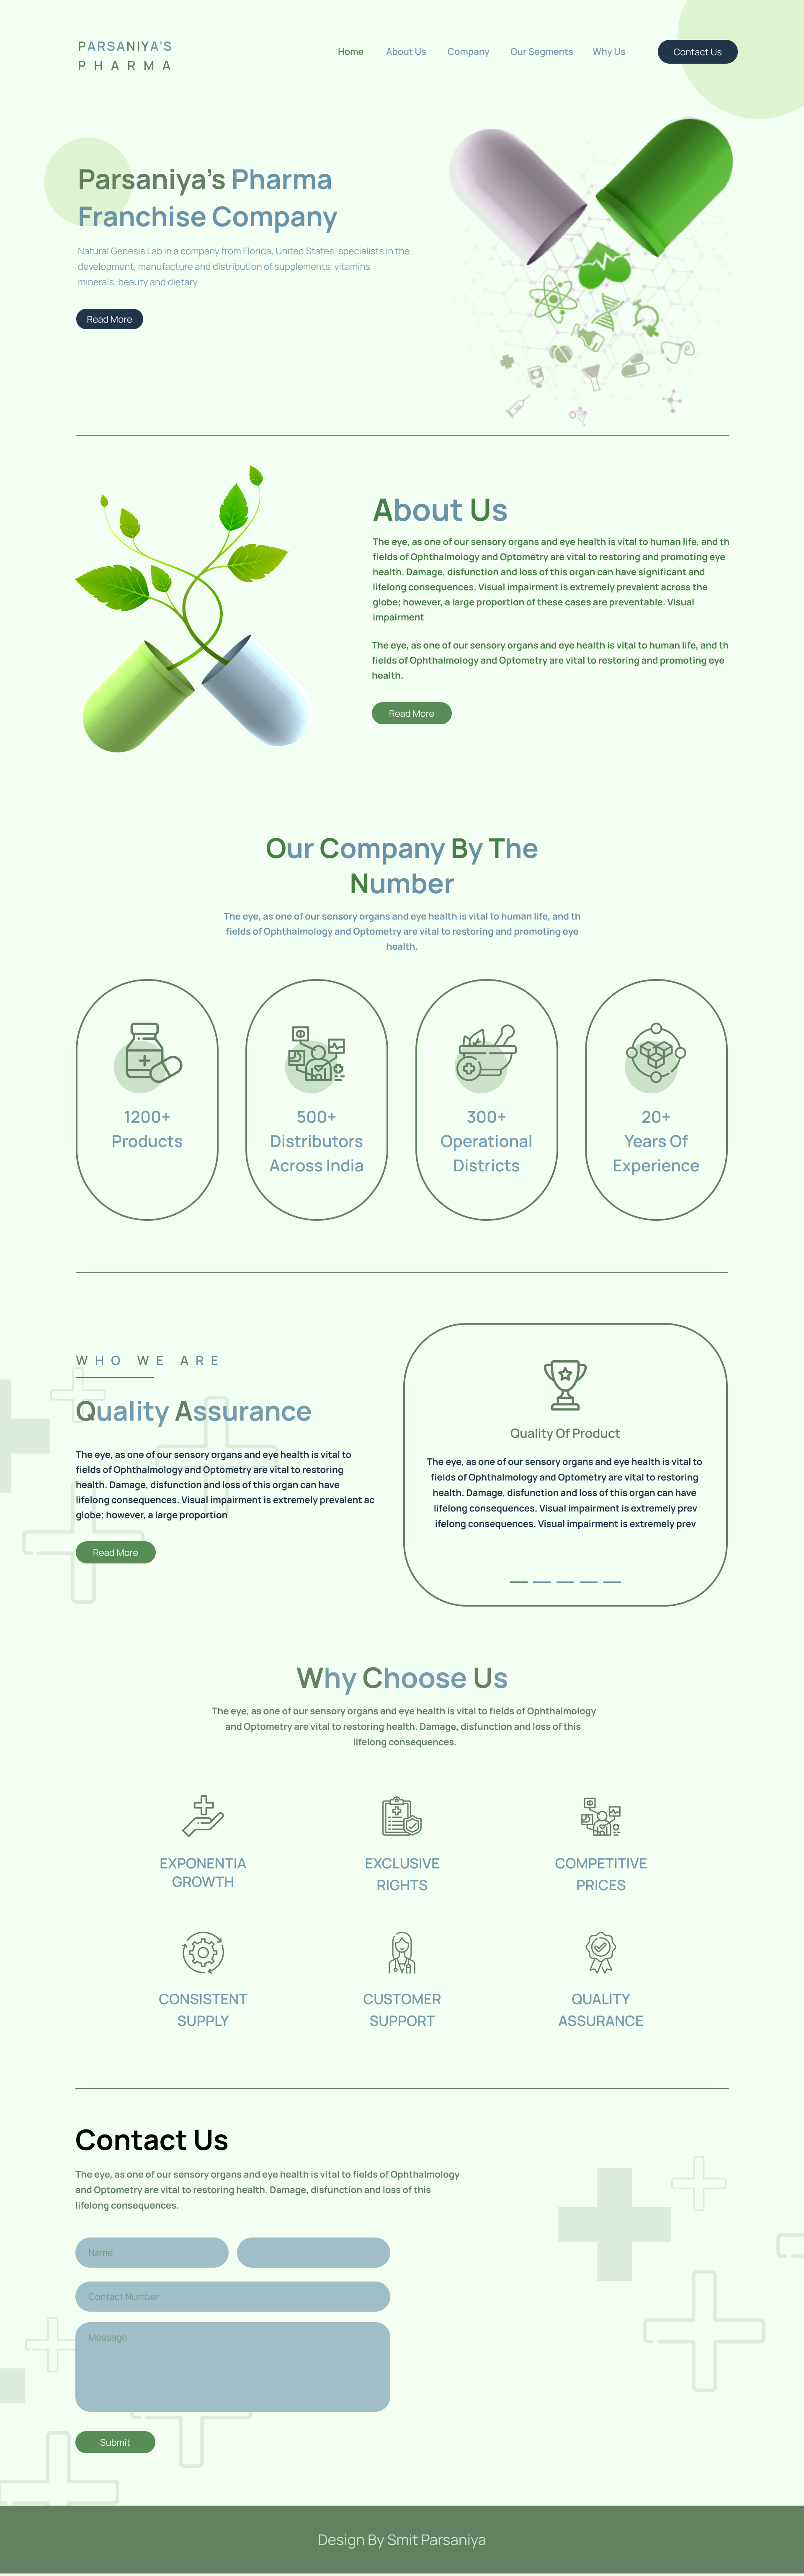 PARSANIYA'S
PHARMA
Home About Us Company Our Segments Why Us Contact Us
Parsaniya's Pharma
Franchise Company
Natural Genesis Lab in a company from Florida, United States, specialists in the
development, manufacture and distribution of supplements, vitamins
minerals, beauty and dietary
Read More
About Us
The eye, as one of our sensory organs and eye health is vital to human life, and th
fields of Ophthalmology and Optometry are vital to restoring and promoting eye
health. Damage, disfunction and loss of this organ can have significant and
lifelong consequences. Visual impairment is extremely prevalent across the
globe; however, a large proportion of these cases are preventable. Visual
impairment
The eye, as one of our sensory organs and eye health is vital to human life, and th
fields of Ophthalmology and Optometry are vital to restoring and promoting eye
health.
Read More
Our Company By The
Number
The eye, as one of our sensory organs and eye health is vital to human life, and th
fields of Ophthalmology and Optometry are vital to restoring and promoting eye
health.
1200+
Products
500+
Distributors
Across India
300+
Operational
Districts
20+
Years Of
Experience
WHO WE ARE
Quality Assurance
The eye, as one of our sensory organs and eye health is vital to
fields of Ophthalmology and Optometry are vital to restoring
health. Damage, disfunction and loss of this organ can have
lifelong consequences. Visual impairment is extremely prevalent ac
globe; however, a large proportion
Read More
Quality Of Product
The eye, as one of our sensory organs and eye health is vital to
fields of Ophthalmology and Optometry are vital to restoring
health. Damage, disfunction and loss of this organ can have
lifelong consequences. Visual impairment is extremely prev
ifelong consequences. Visual impairment is extremely prev
Why Choose Us
The eye, as one of our sensory organs and eye health is vital to fields of Ophthalmology
and Optometry are vital to restoring health. Damage, disfunction and loss of this
lifelong consequences.
EXPONENTIA
GROWTH
EXCLUSIVE
RIGHTS
COMPETITIVE
PRICES
CONSISTENT
SUPPLY
CUSTOMER
SUPPORT
QUALITY
ASSURANCE
Contact Us
The eye, as one of our sensory organs and eye health is vital to fields of Ophthalmology
and Optometry are vital to restoring health. Damage, disfunction and loss of this
lifelong consequences.
Name
Contact Number
Message
Submit
Design By Smit Parsaniya